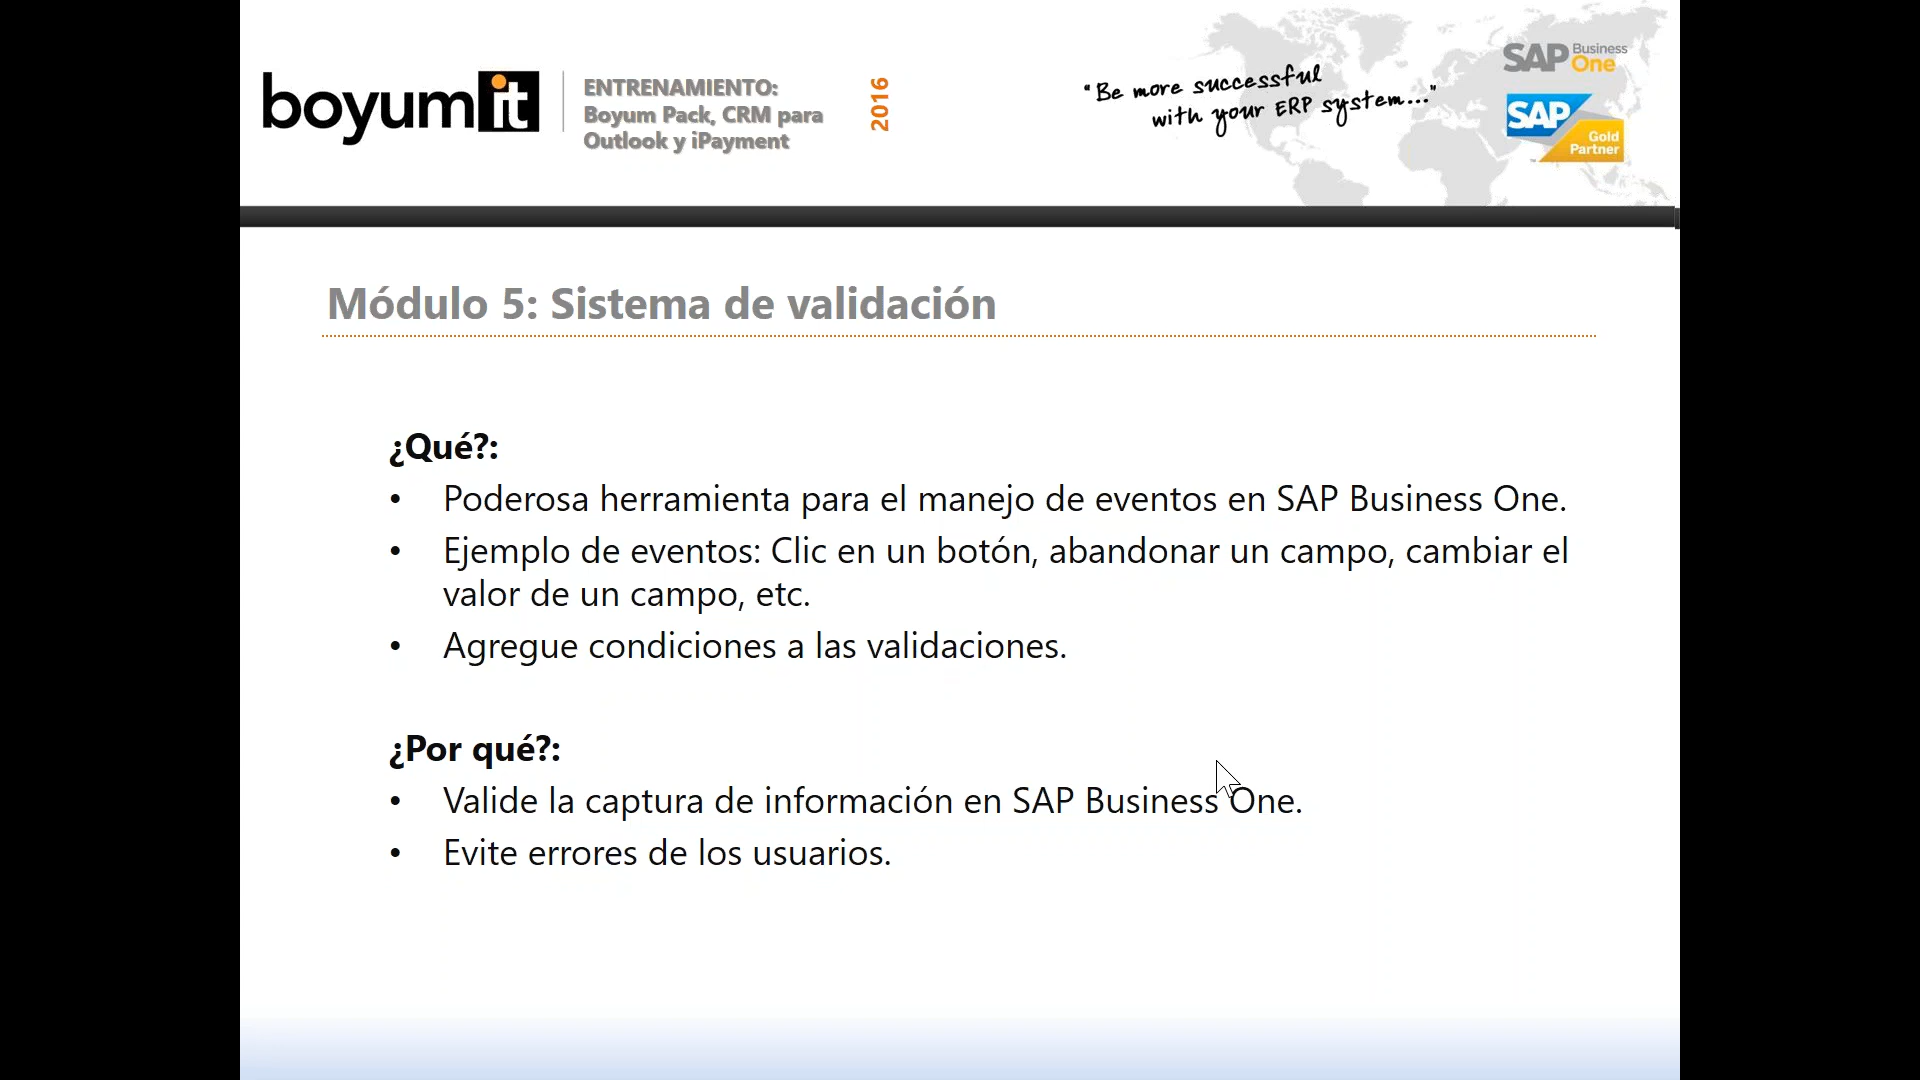 boyumit
ENTRENAMIENTO:
Boyum Pack, CRM para
Outlook y iPayment
2016
"Be more successful
with your ERP system..."
SAP Business One
SAP Gold Partner
Módulo 5: Sistema de validación
¿Qué?:
• Poderosa herramienta para el manejo de eventos en SAP Business One.
• Ejemplo de eventos: Clic en un botón, abandonar un campo, cambiar el
valor de un campo, etc.
• Agregue condiciones a las validaciones.
¿Por qué?:
• Valide la captura de información en SAP Business One.
• Evite errores de los usuarios.